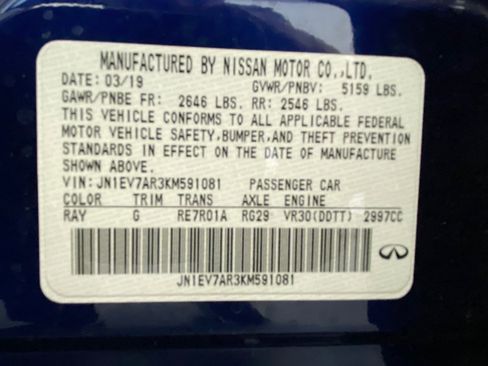 MANUFACTURED BY NISSAN MOTOR CO.,LTD.
DATE: 03/19 GVWR/PNBV: 5159 LBS.
GAWR/PNBE FR: 2646 LBS. RR: 2546 LBS.
THIS VEHICLE CONFORMS TO ALL APPLICABLE FEDERAL
MOTOR VEHICLE SAFETY,BUMPER,AND THEFT PREVENTION
STANDARDS IN EFFECT ON THE DATE OF MANUFACTURE
SHOWN ABOVE.
VIN:JN1EV7AR3KM591081 PASSENGER CAR
COLOR TRIM TRANS AXLE ENGINE
RAY G RE7R01A RG29 VR30(DDTT) 2997CC
JN1EV7AR3KM591081